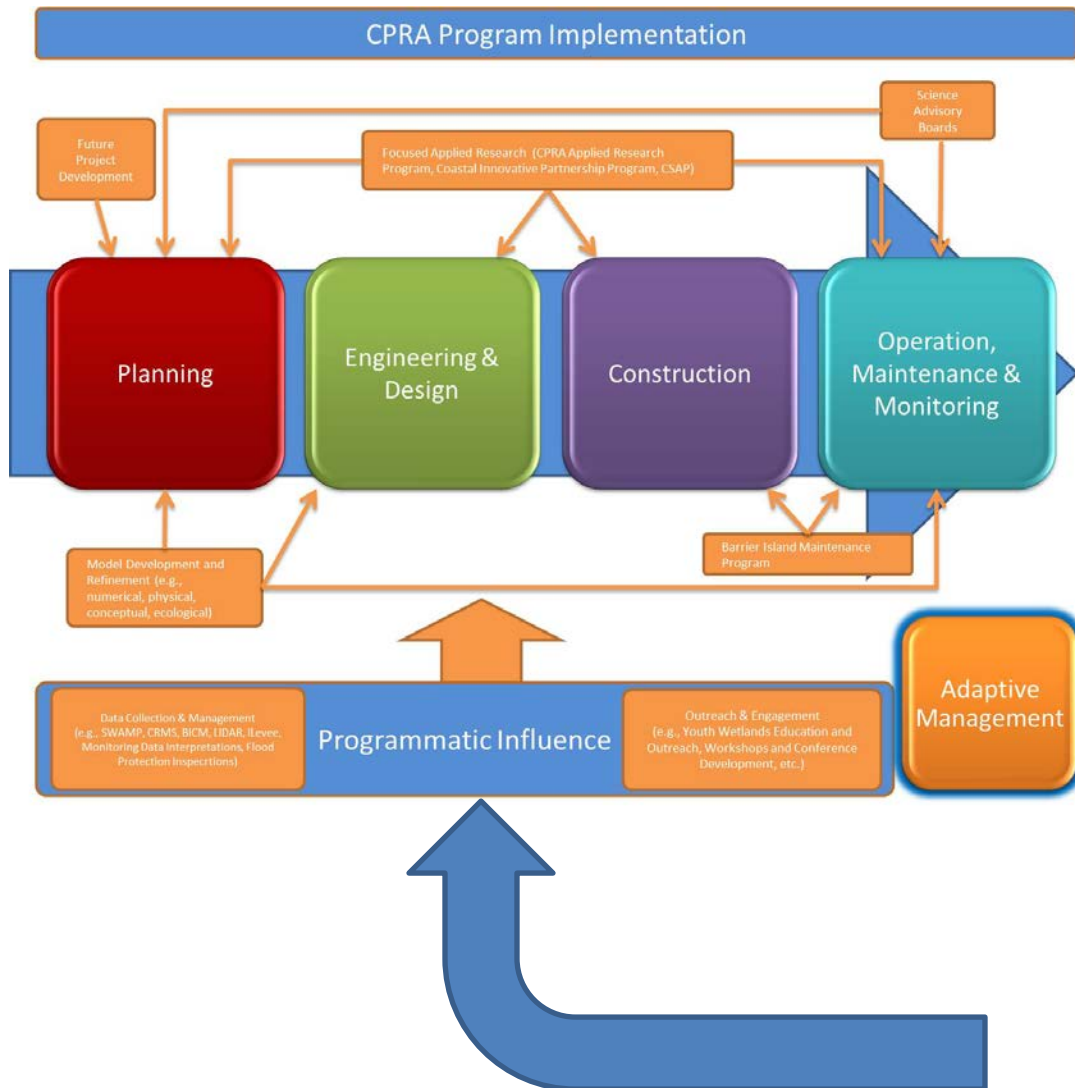 CPRA Program Implementation
Science
Advisory
Boards
Future
Project
Development
Focused Applied Research (CPRA Applied Research
Program, Coastal Innovative Partnership Program, CSAP)
Planning
Engineering &
Design
Construction
Operation,
Maintenance &
Monitoring
Model Development and
Refinement (e.g.,
numerical, physical,
conceptual, ecological)
Barrier Island Maintenance
Program
Adaptive
Management
Data Collection & Management
(e.g., SWAMP, CRMS, BICM, LIDAR, ILevee,
Monitoring Data Interpretations, Flood
Protection Inspecrtions)
Programmatic Influence
Outreach & Engagement
(e.g., Youth Wetlands Education and
Outreach, Workshops and Conference
Development, etc.)